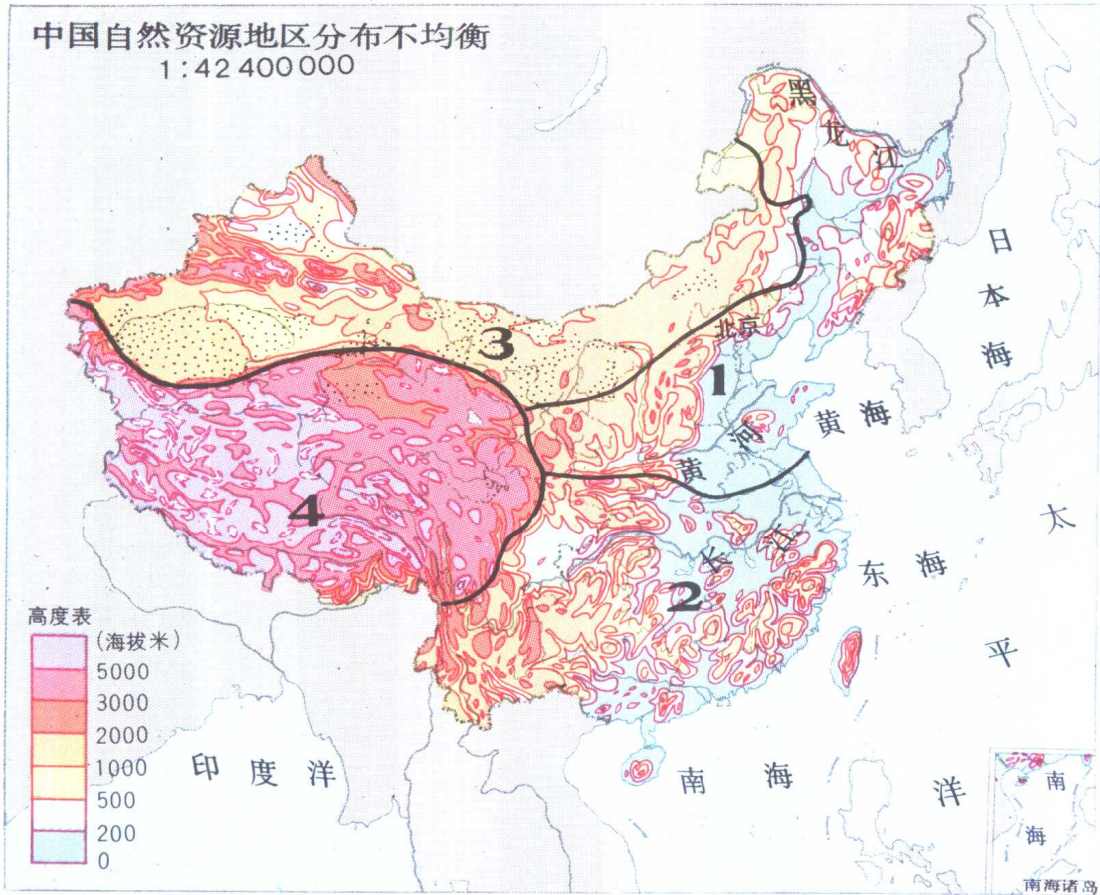 中国自然资源地区分布不均衡
1:42 400 000
黑龙江
日本海
北京
3
1
黄河
黄海
4
长江
2
太平洋
东海
高度表
(海拔米)
5000
3000
2000
1000
500
200
0
印度洋
南海
南海
南海诸岛